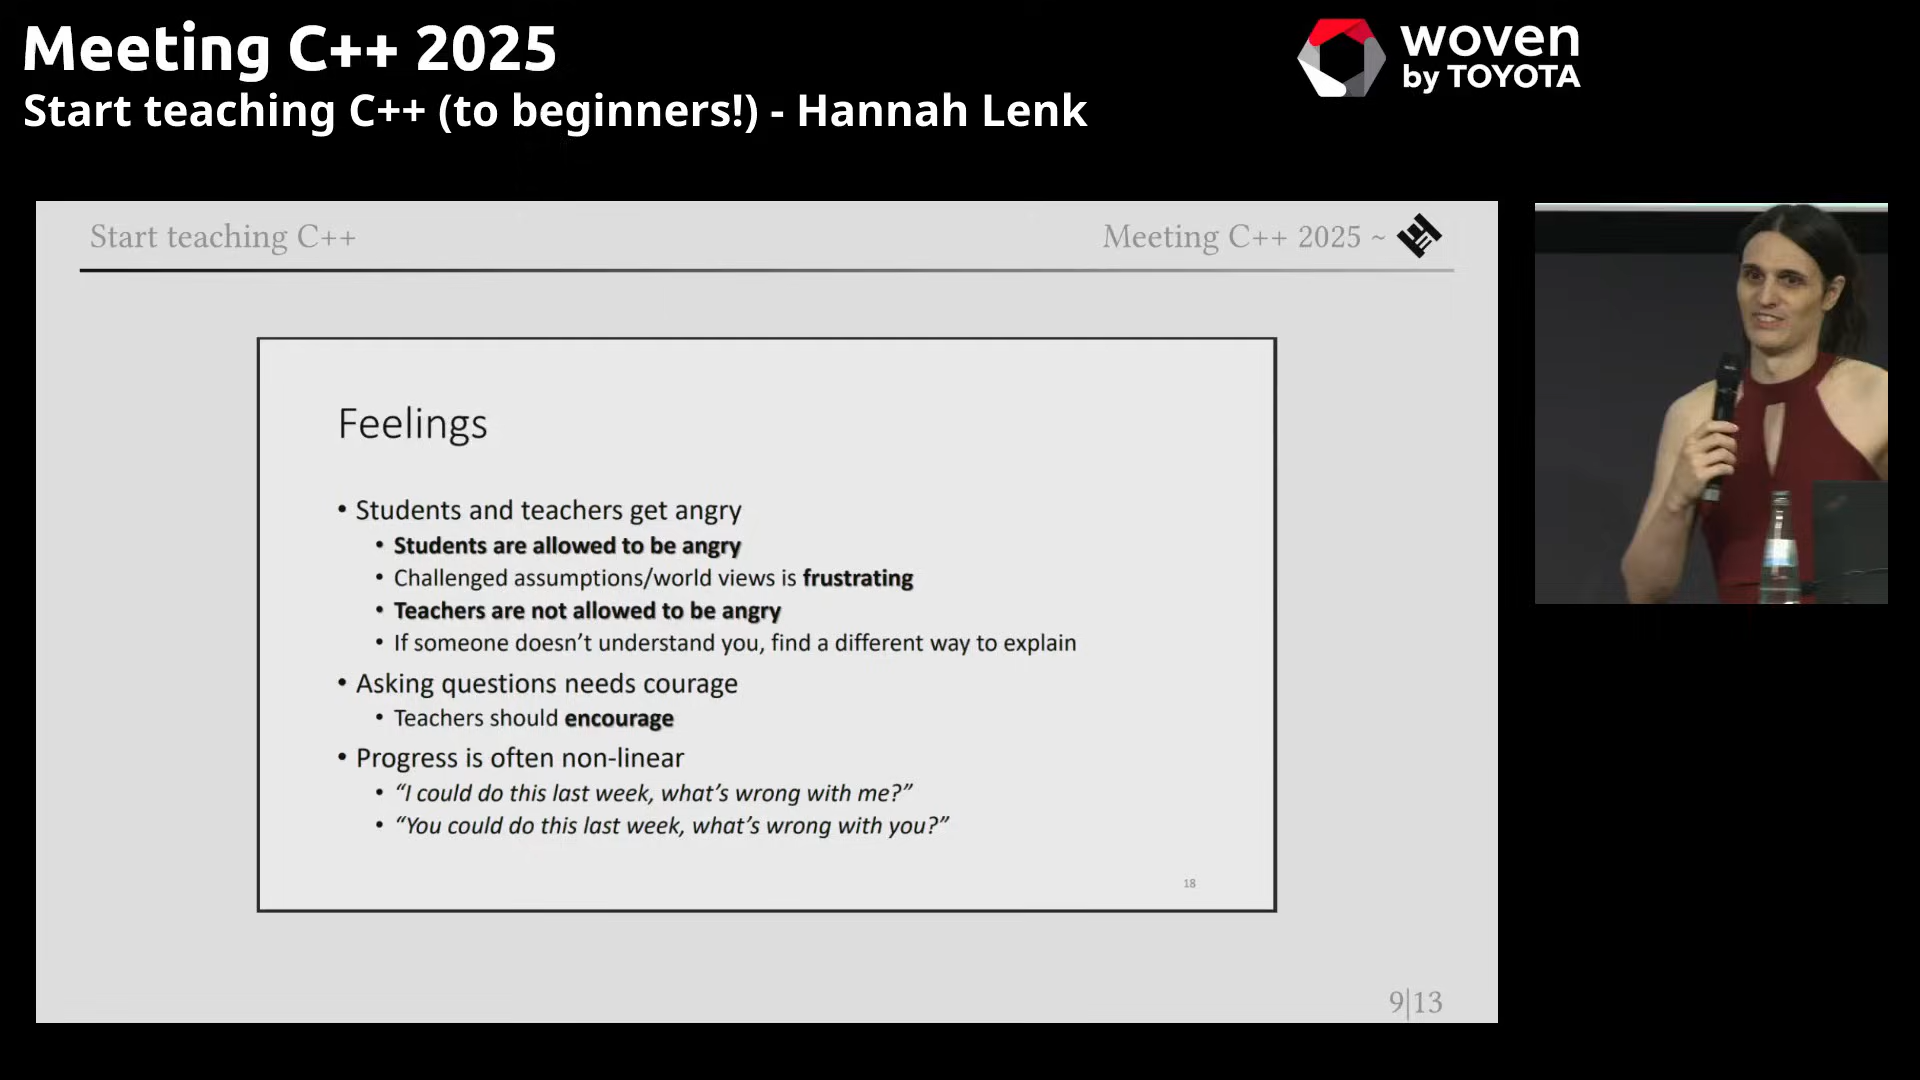 Meeting C++ 2025
Start teaching C++ (to beginners!) - Hannah Lenk
woven
by TOYOTA
Start teaching C++
Meeting C++ 2025 ~
Feelings
• Students and teachers get angry
• Students are allowed to be angry
• Challenged assumptions/world views is frustrating
• Teachers are not allowed to be angry
• If someone doesn’t understand you, find a different way to explain
• Asking questions needs courage
• Teachers should encourage
• Progress is often non-linear
• “I could do this last week, what’s wrong with me?”
• “You could do this last week, what’s wrong with you?”
18
9|13